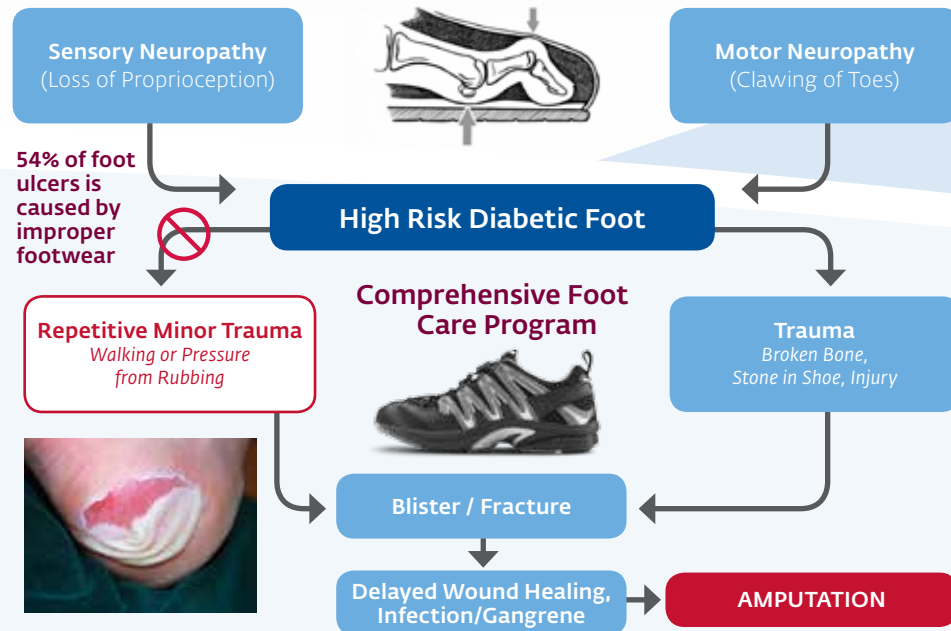 Sensory Neuropathy
(Loss of Proprioception)
Motor Neuropathy
(Clawing of Toes)
54% of foot
ulcers is
caused by
improper
footwear
High Risk Diabetic Foot
Comprehensive Foot
Care Program
Repetitive Minor Trauma
Walking or Pressure
from Rubbing
Trauma
Broken Bone,
Stone in Shoe, Injury
Blister / Fracture
Delayed Wound Healing,
Infection/Gangrene
AMPUTATION